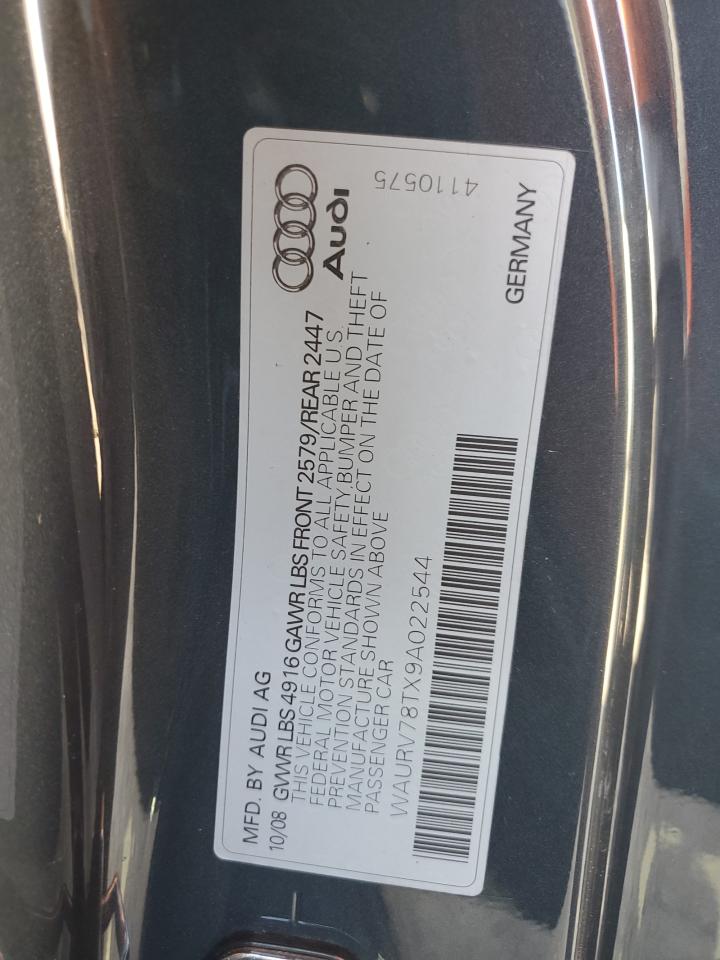 MFD. BY AUDI AG
10/08 GVWR LBS 4916 GAWR LBS FRONT 2579/REAR 2447
THIS VEHICLE CONFORMS TO ALL APPLICABLE U S
FEDERAL MOTOR VEHICLE SAFETY, BUMPER AND THEFT
PREVENTION STANDARDS IN EFFECT ON THE DATE OF
MANUFACTURE SHOWN ABOVE
PASSENGER CAR
WAURV78TX9A022544
Audi
4110575
GERMANY